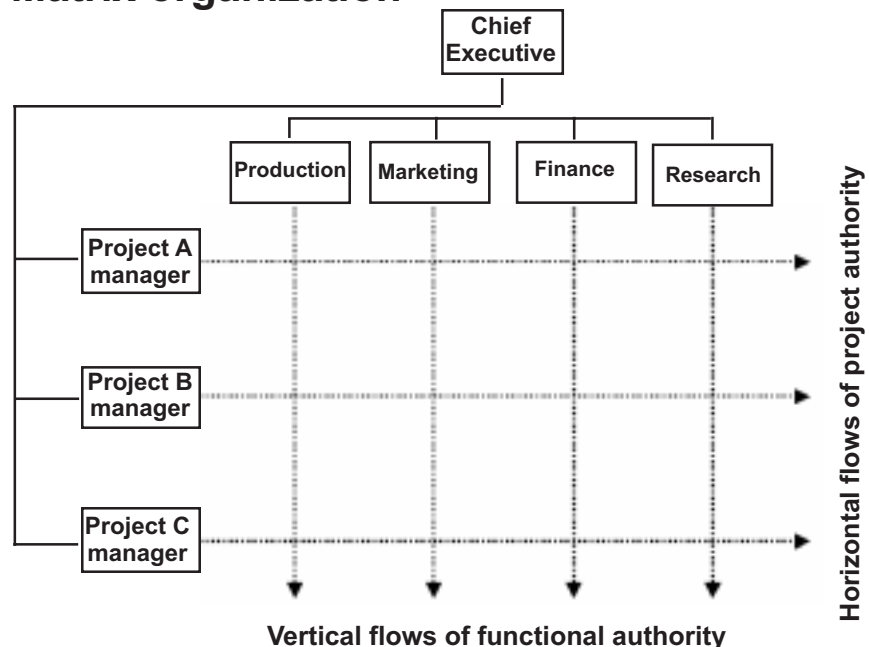 Chief
Executive
Production
Marketing
Finance
Research
Project A
manager
Project B
manager
Project C
manager
Horizontal flows of project authority
Vertical flows of functional authority